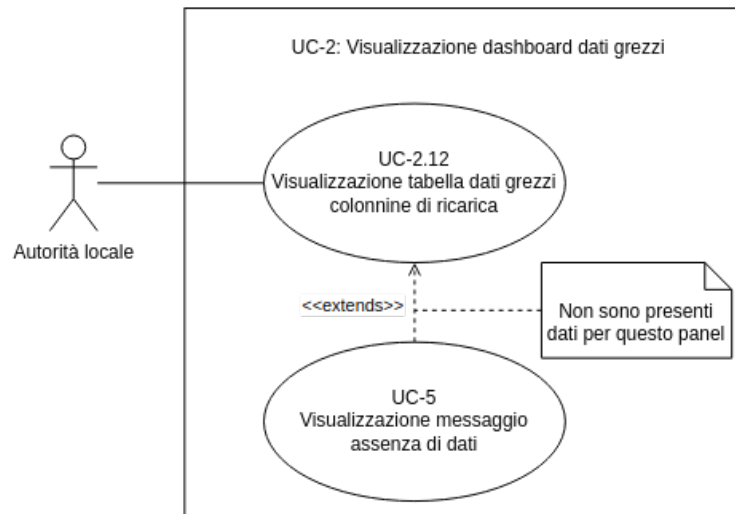 UC-2: Visualizzazione dashboard dati grezzi
UC-2.12
Visualizzazione tabella dati grezzi
colonnine di ricarica
Autorità locale
<<extends>>
Non sono presenti
dati per questo panel
UC-5
Visualizzazione messaggio
assenza di dati